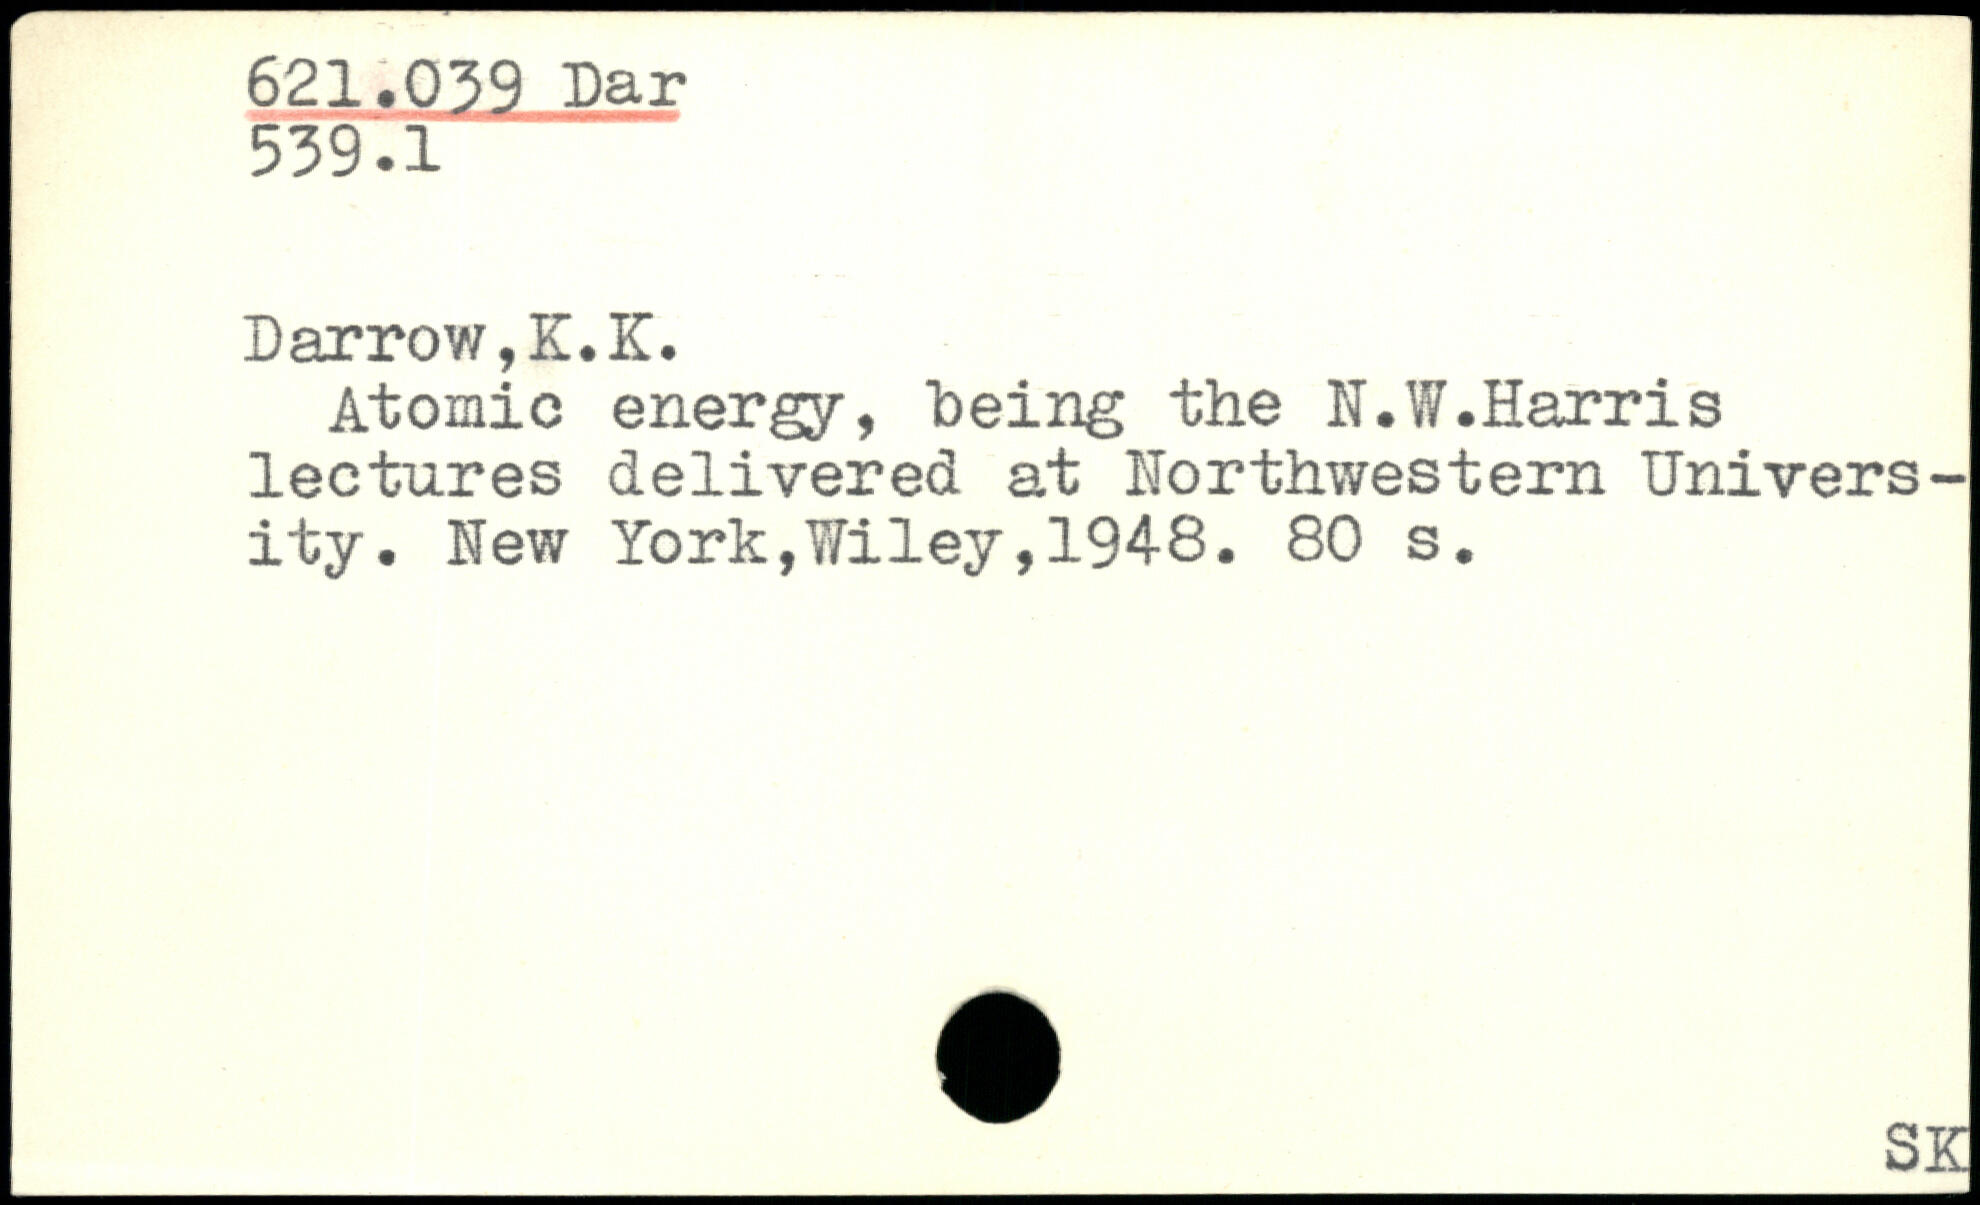 621.039 Dar
539.1
Darrow,K.K.
Atomic energy, being the N.W.Harris
lectures delivered at Northwestern Univers-
ity. New York,Wiley,1948. 80 s.
SK